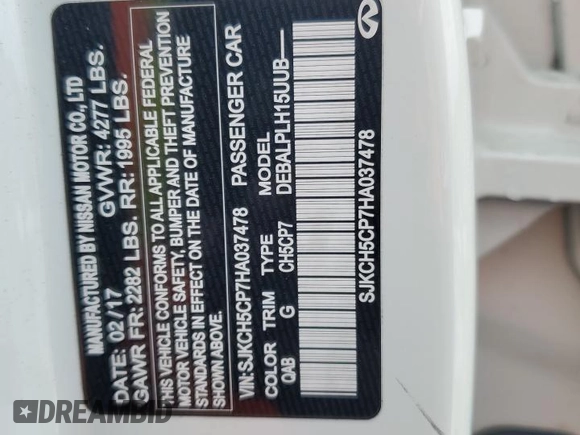 MANUFACTURED BY NISSAN MOTOR CO., LTD
DATE: 02 /17 GVWR: 4277 LBS.
GAWR FR: 2282 LBS. RR: 1995 LBS.
THIS VEHICLE CONFORMS TO ALL APPLICABLE FEDERAL
MOTOR VEHICLE SAFETY, BUMPER AND THEFT PREVENTION
STANDARDS IN EFFECT ON THE DATE OF MANUFACTURE
SHOWN ABOVE.
VIN:SJKCH5CP7HA037478 PASSENGER CAR
COLOR TRIM TYPE MODEL
QAB G CH5CP7 DEBALPLH15UUB—
SJKCH5CP7HA037478
DREAMBID